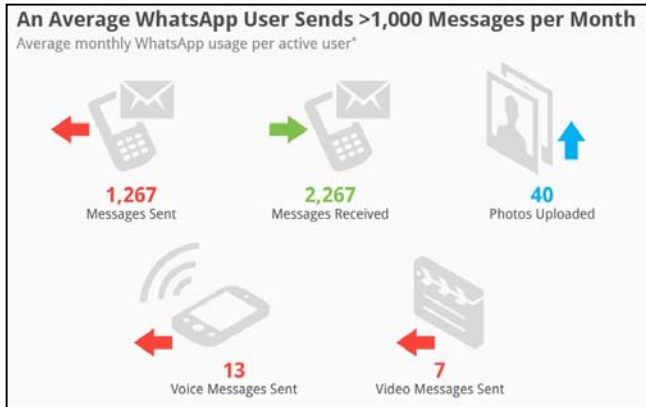 An Average WhatsApp User Sends >1,000 Messages per Month
Average monthly WhatsApp usage per active user*
1,267
Messages Sent
2,267
Messages Received
40
Photos Uploaded
13
Voice Messages Sent
7
Video Messages Sent